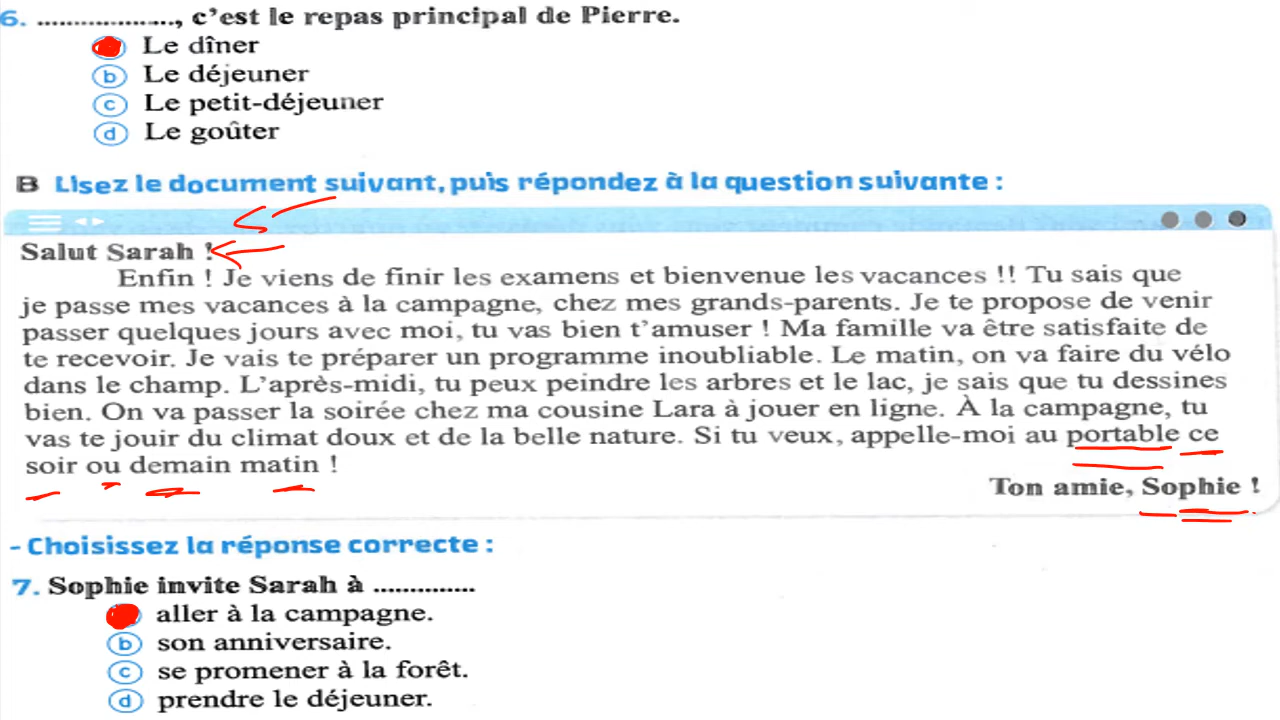 6. .................., c'est le repas principal de Pierre.
Le dîner
b Le déjeuner
c Le petit-déjeuner
d Le goûter
B Lisez le document suivant, puis répondez à la question suivante :
Salut Sarah !
Enfin ! Je viens de finir les examens et bienvenue les vacances !! Tu sais que
je passe mes vacances à la campagne, chez mes grands-parents. Je te propose de venir
passer quelques jours avec moi, tu vas bien t'amuser ! Ma famille va être satisfaite de
te recevoir. Je vais te préparer un programme inoubliable. Le matin, on va faire du vélo
dans le champ. L'après-midi, tu peux peindre les arbres et le lac, je sais que tu dessines
bien. On va passer la soirée chez ma cousine Lara à jouer en ligne. À la campagne, tu
vas te jouir du climat doux et de la belle nature. Si tu veux, appelle-moi au portable ce
soir ou demain matin !
Ton amie, Sophie !
- Choisissez la réponse correcte :
7. Sophie invite Sarah à ..............
aller à la campagne.
b son anniversaire.
c se promener à la forêt.
d prendre le déjeuner.